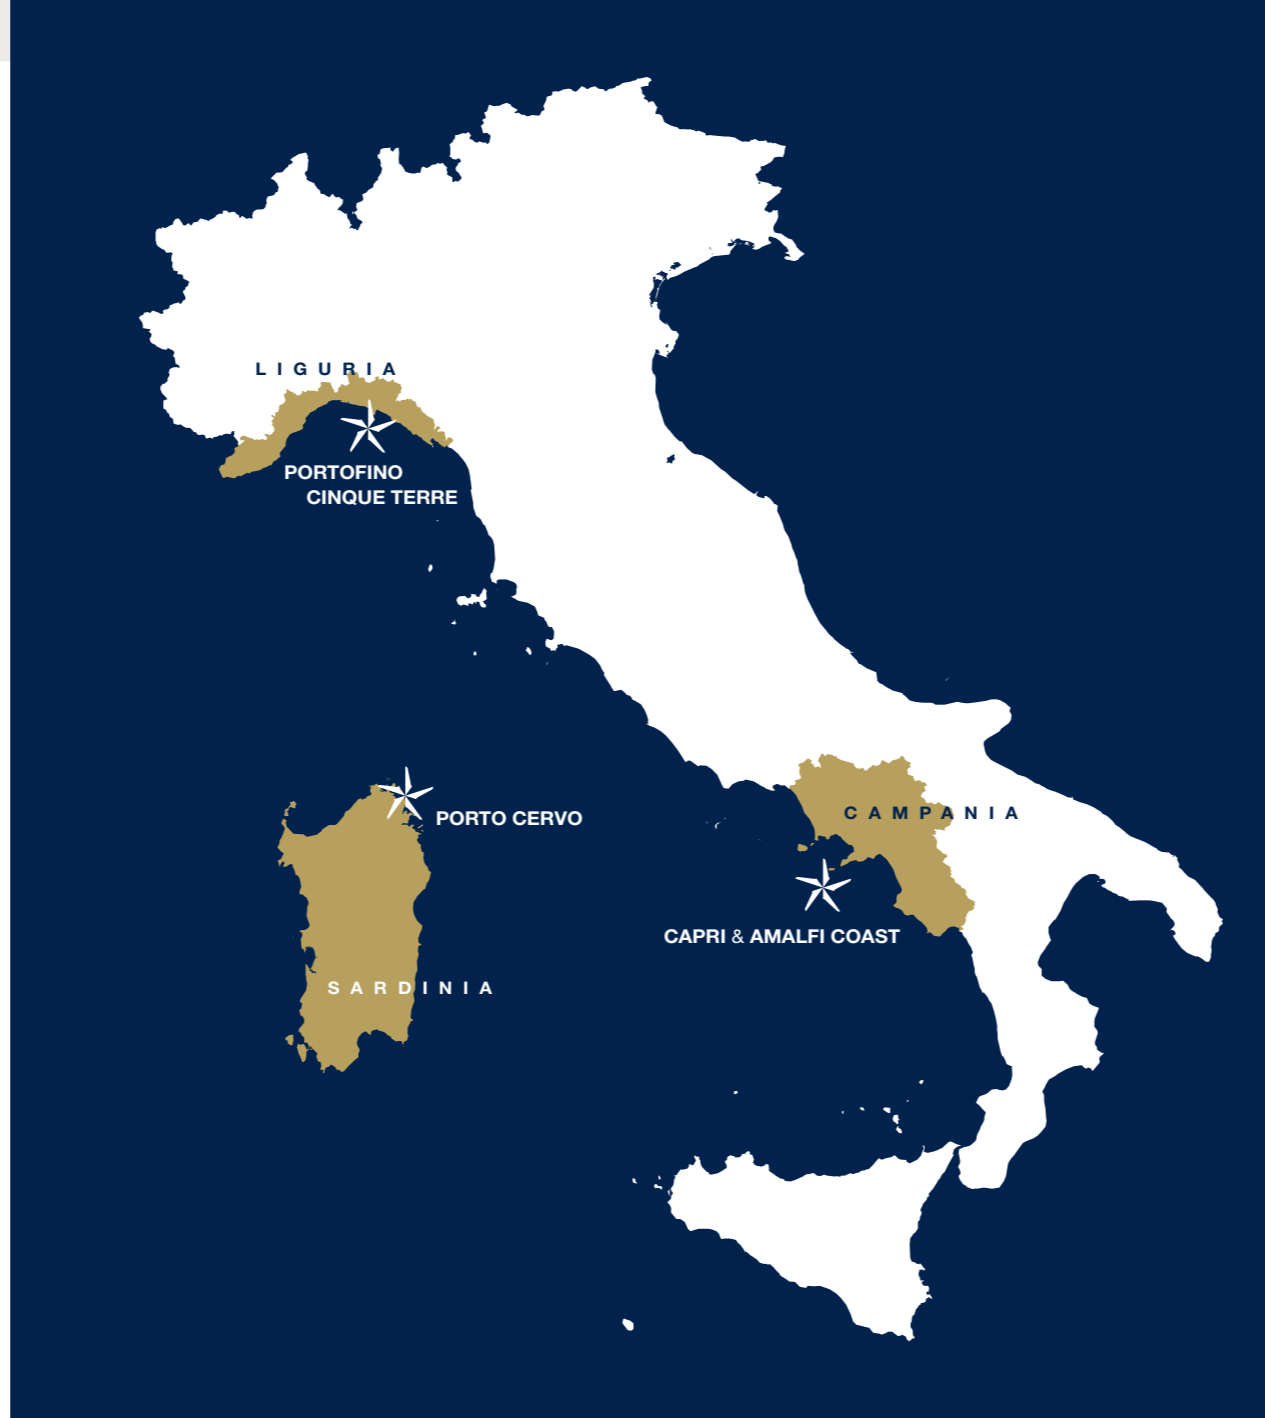 LIGURIA
PORTOFINO
CINQUE TERRE
PORTO CERVO
CAMPANIA
CAPRI & AMALFI COAST
SARDINIA